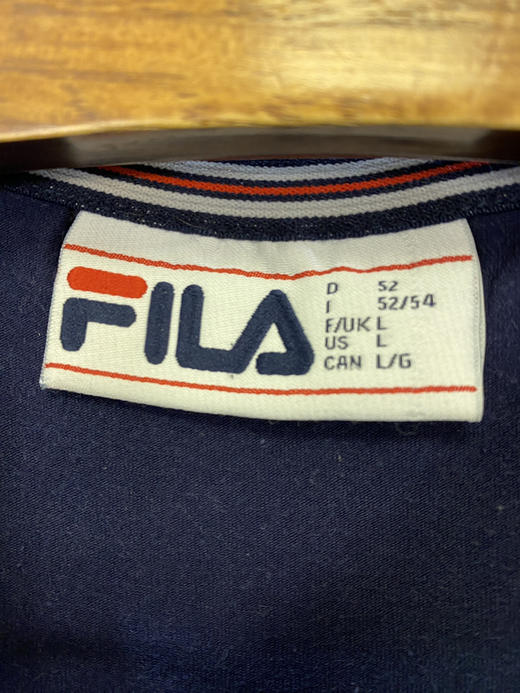 FILA
D 52
I 52/54
F/UK L
US L
CAN L/G